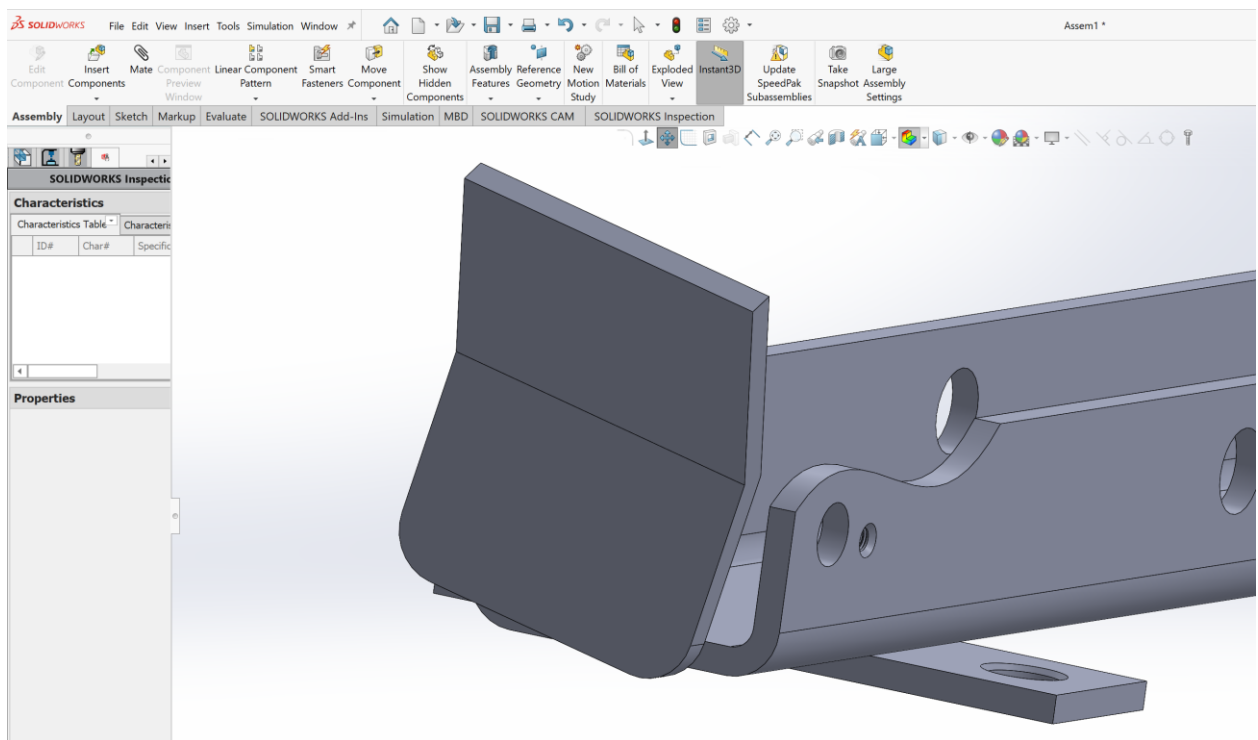 SOLIDWORKS File Edit View Insert Tools Simulation Window Assem1 *
Edit Component
Insert Components
Mate
Component Preview Window
Linear Component Pattern
Smart Fasteners
Move Component
Show Hidden Components
Assembly Features
Reference Geometry
New Motion Study
Bill of Materials
Exploded View
Instant3D
Update SpeedPak Subassemblies
Take Snapshot
Large Assembly Settings
Assembly Layout Sketch Markup Evaluate SOLIDWORKS Add-Ins Simulation MBD SOLIDWORKS CAM SOLIDWORKS Inspection
SOLIDWORKS Inspectic
Characteristics
Characteristics Table Characteris
ID# Char# Specific
Properties